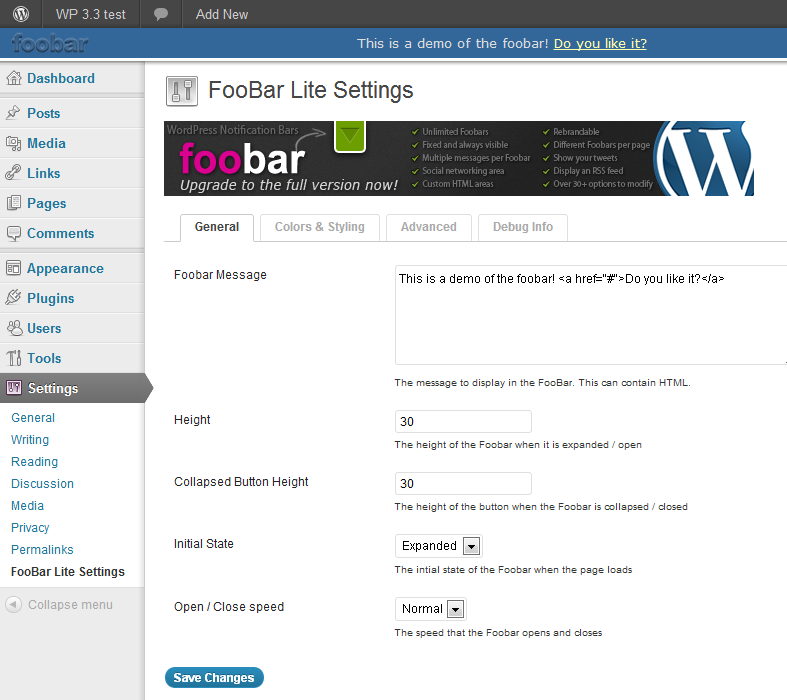 WP 3.3 test Add New
foobar
This is a demo of the foobar! Do you like it?
Dashboard
Posts
Media
Links
Pages
Comments
Appearance
Plugins
Users
Tools
Settings
General
Writing
Reading
Discussion
Media
Privacy
Permalinks
FooBar Lite Settings
Collapse menu
FooBar Lite Settings
WordPress Notification Bars
foobar
Upgrade to the full version now!
Unlimited Foobars
Fixed and always visible
Multiple messages per Foobar
Social networking area
Custom HTML areas
Rebrandable
Different Foobars per page
Show your tweets
Display an RSS feed
Over 30+ options to modify
General Colors & Styling Advanced Debug Info
Foobar Message
This is a demo of the foobar! <a href="#">Do you like it?</a>
The message to display in the FooBar. This can contain HTML.
Height
30
The height of the Foobar when it is expanded / open
Collapsed Button Height
30
The height of the button when the Foobar is collapsed / closed
Initial State
Expanded
The intial state of the Foobar when the page loads
Open / Close speed
Normal
The speed that the Foobar opens and closes
Save Changes